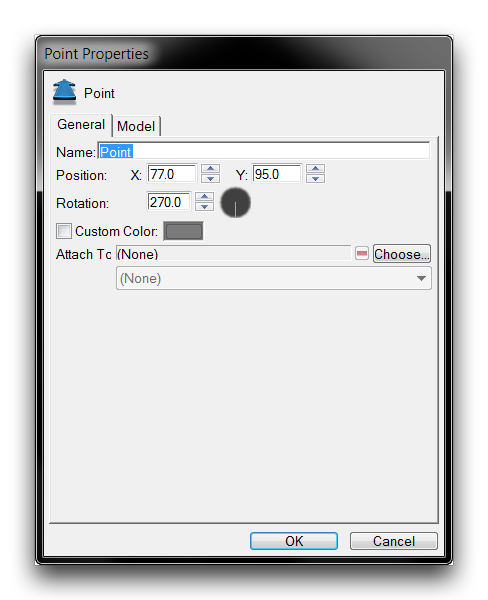 Point Properties
Point
General Model
Name: Point
Position: X: 77.0 Y: 95.0
Rotation: 270.0
Custom Color:
Attach To (None) Choose...
(None)
OK Cancel